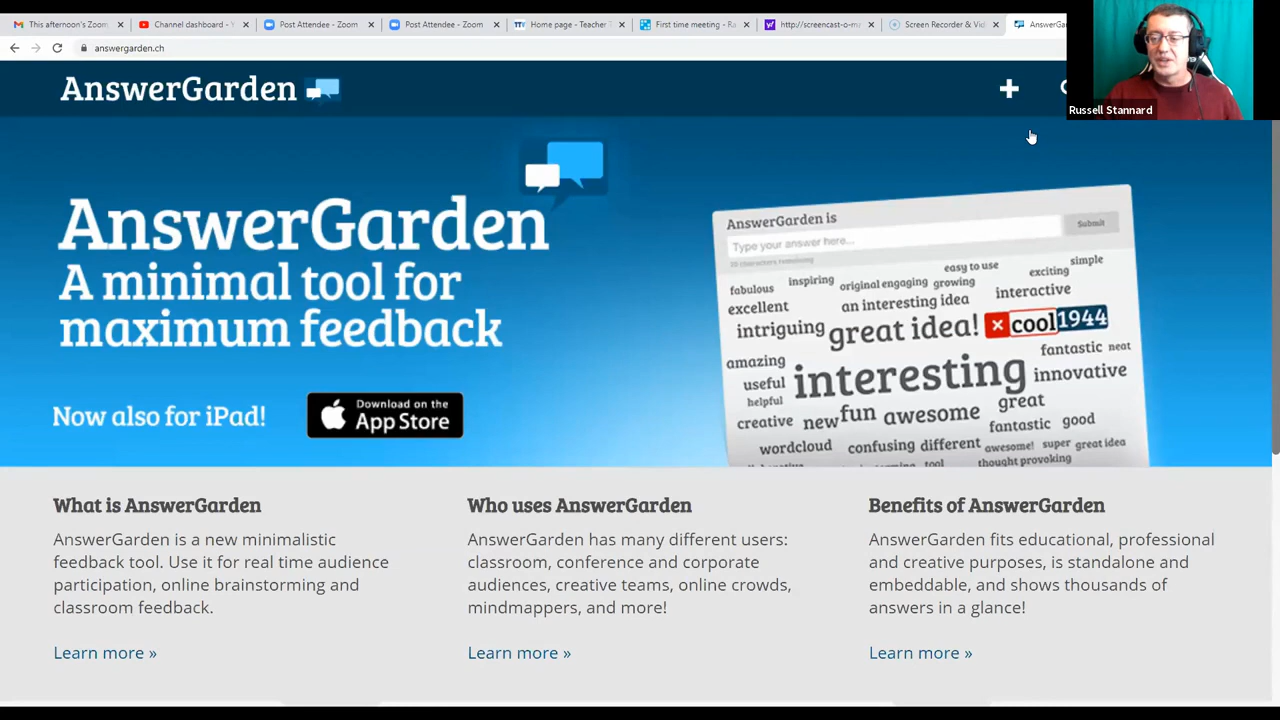 This afternoon's Zoom
Channel dashboard - Y
Post Attendee - Zoom
Post Attendee - Zoom
Home page - Teacher T
First time meeting - Ra
http://screencast-o-ma
Screen Recorder & Vid
AnswerGar
answergarden.ch
Russell Stannard
AnswerGarden
AnswerGarden
A minimal tool for
maximum feedback
Now also for iPad!
Download on the
App Store
AnswerGarden is
Type your answer here...
Submit
characters remaining
fabulous inspiring original engaging growing easy to use exciting simple
excellent an interesting idea interactive
intriguing great idea! × cool 1944
amazing fantastic neat
useful interesting innovative
helpful great
creative new fun awesome fantastic good
wordcloud confusing different awesome! super great idea
tool thought provoking
What is AnswerGarden
AnswerGarden is a new minimalistic
feedback tool. Use it for real time audience
participation, online brainstorming and
classroom feedback.
Learn more »
Who uses AnswerGarden
AnswerGarden has many different users:
classroom, conference and corporate
audiences, creative teams, online crowds,
mindmappers, and more!
Learn more »
Benefits of AnswerGarden
AnswerGarden fits educational, professional
and creative purposes, is standalone and
embeddable, and shows thousands of
answers in a glance!
Learn more »